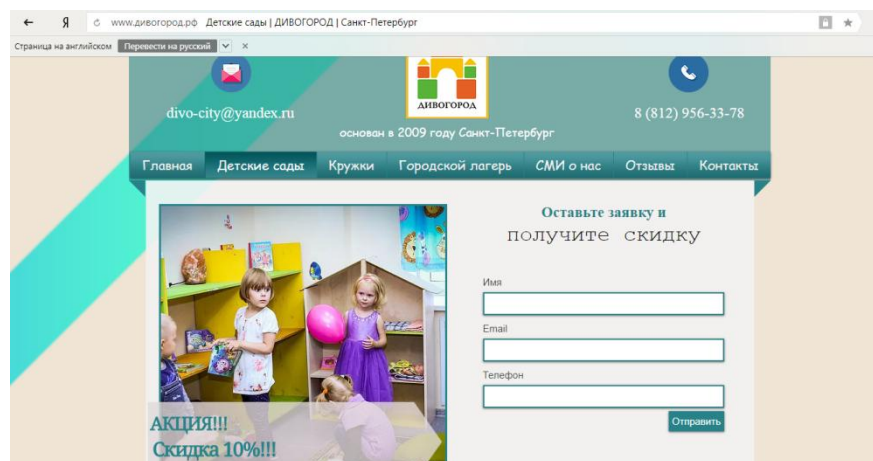 Я www.дивогород.рф Детские сады | ДИВОГОРОД | Санкт-Петербург
Страница на английском Перевести на русский
ДИВОГОРОД
divo-city@yandex.ru
8 (812) 956-33-78
основан в 2009 году Санкт-Петербург
Главная Детские сады Кружки Городской лагерь СМИ о нас Отзывы Контакты
Оставьте заявку и
получите скидку
Имя
Email
Телефон
Отправить
АКЦИЯ!!!
Скидка 10%!!!